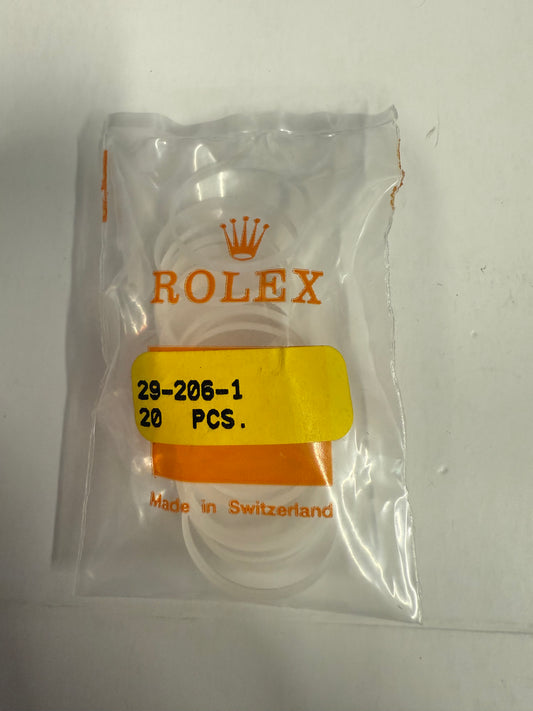 ROLEX
29-206-1
20 PCS.
Made in Switzerland